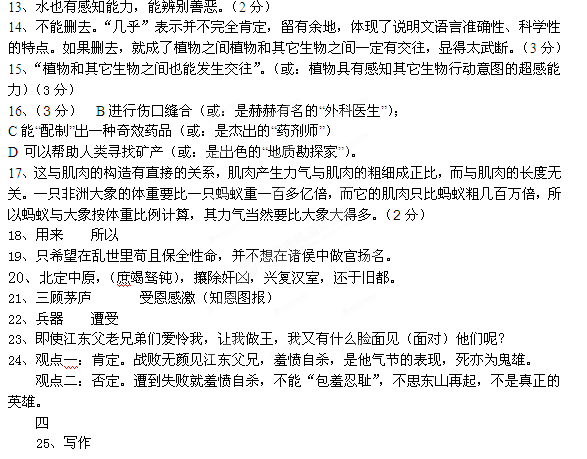 13、水也有感知能力，能辨别善恶。（2 分）
14、不能删去。“几乎”表示并不完全肯定，留有余地，体现了说明文语言准确性、科学性
的特点。如果删去，就成了植物之间植物和其它生物之间一定有交往，显得太武断。（3 分）
15、“植物和其它生物之间也能发生交往”。（或：植物具有感知其它生物行动意图的超感能
力）（3 分）
16、（3 分） B 进行伤口缝合（或：是赫赫有名的“外科医生”）；
C 能“配制”出一种奇效药品（或：是杰出的“药剂师”）
D 可以帮助人类寻找矿产（或：是出色的“地质勘探家”）。
17、这与肌肉的构造有直接的关系，肌肉产生力气与肌肉的粗细成正比，而与肌肉的长度无
关。一只非洲大象的体重要比一只蚂蚁重一百多亿倍，而它的肌肉只比蚂蚁粗几百万倍，所
以蚂蚁与大象按体重比例计算，其力气当然要比大象大得多。（2 分）
18、用来 所以
19、只希望在乱世里苟且保全性命，并不想在诸侯中做官扬名。
20、北定中原，（庶竭驽钝），攘除奸凶，兴复汉室，还于旧都。
21、三顾茅庐 受恩感激（知恩图报）
22、兵器 遭受
23、即使江东父老兄弟们爱怜我，让我做王，我又有什么脸面见（面对）他们呢？
24、观点一：肯定。战败无颜见江东父兄，羞愤自杀，是他气节的表现，死亦为鬼雄。
观点二：否定。遭到失败就羞愤自杀，不能“包羞忍耻”，不思东山再起，不是真正的
英雄。
四
25、写作